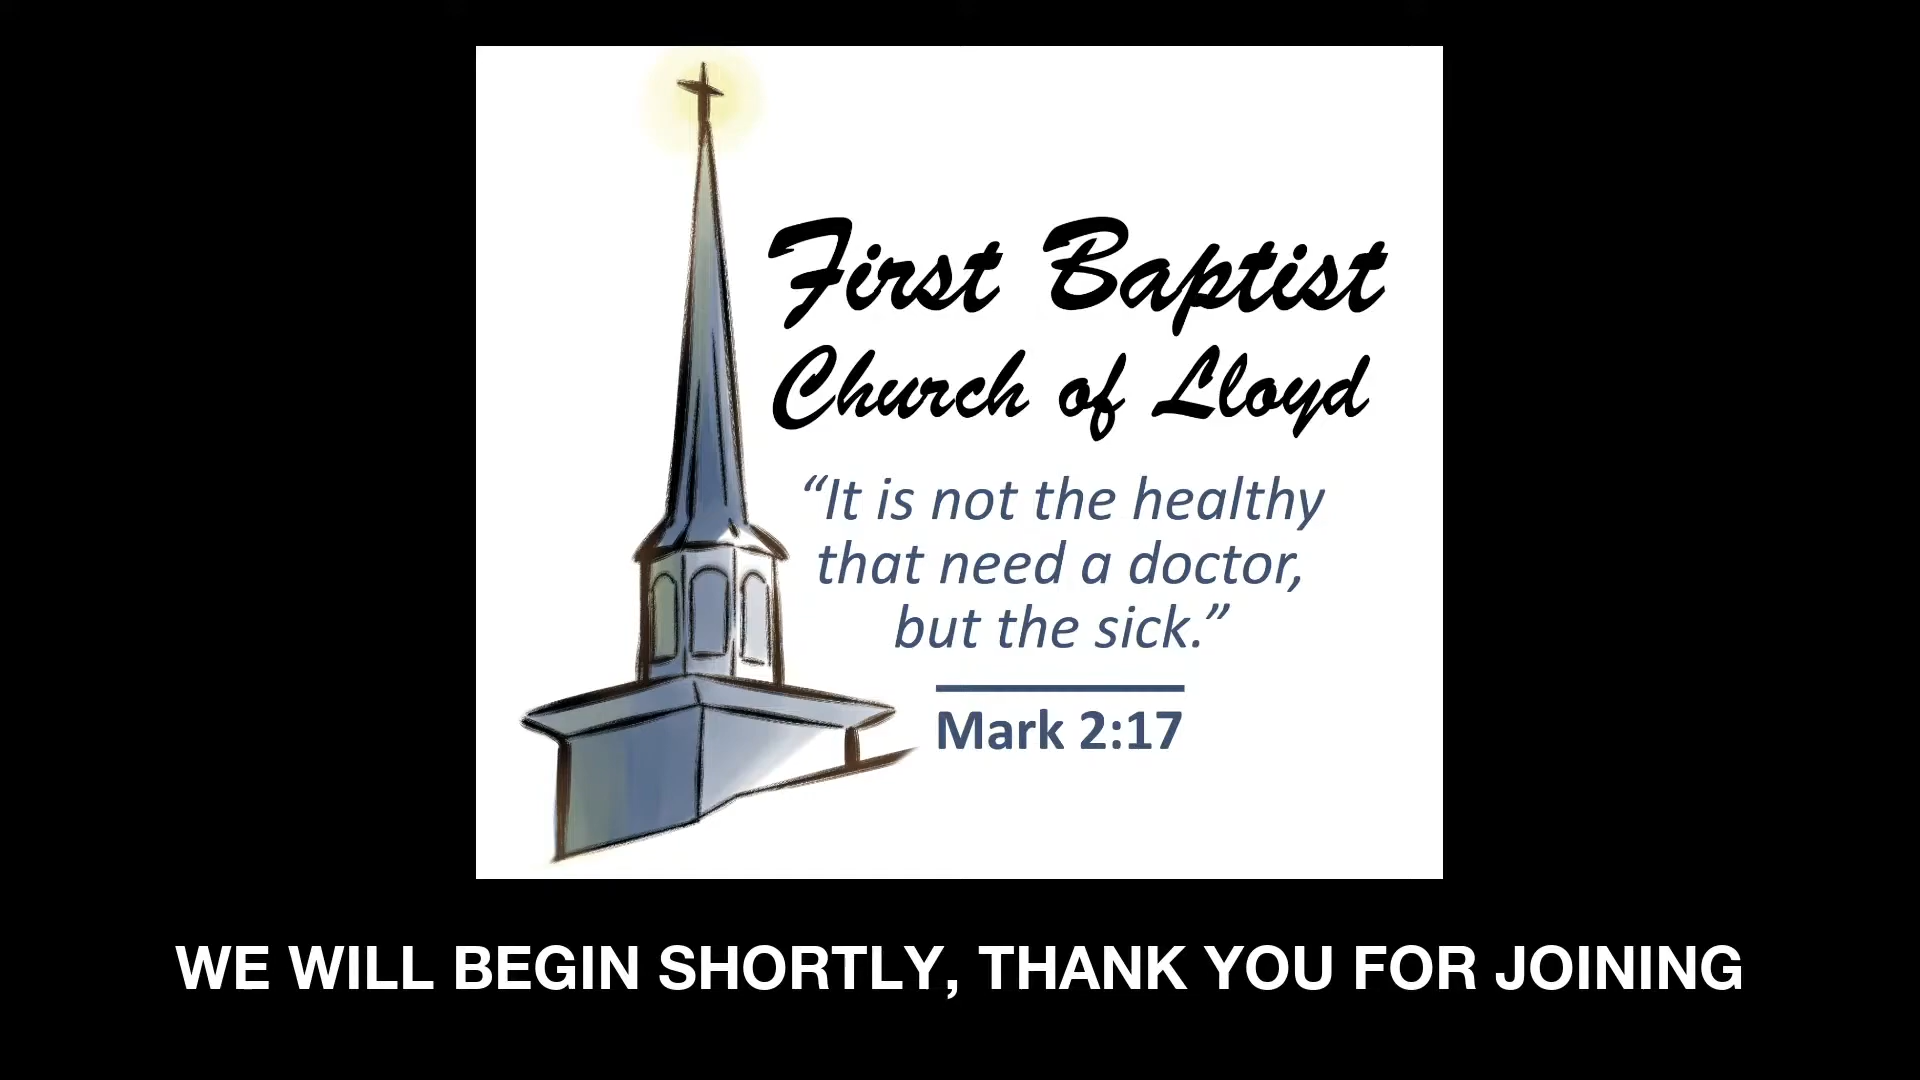 First Baptist
Church of Lloyd
“It is not the healthy
that need a doctor,
but the sick.”
Mark 2:17
WE WILL BEGIN SHORTLY, THANK YOU FOR JOINING